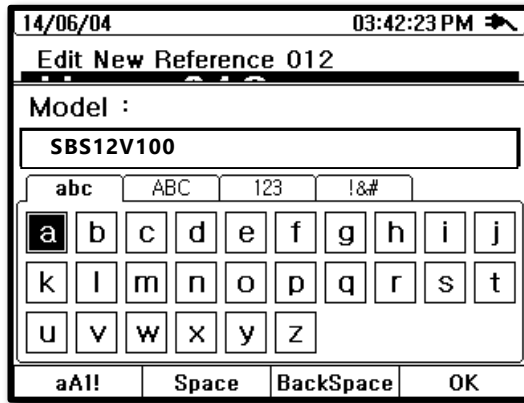 14/06/04 03:42:23 PM
Edit New Reference 012
Model :
SBS12V100
abc ABC 123 !&#
a b c d e f g h i j
k l m n o p q r s t
u v w x y z
aA1! Space BackSpace OK